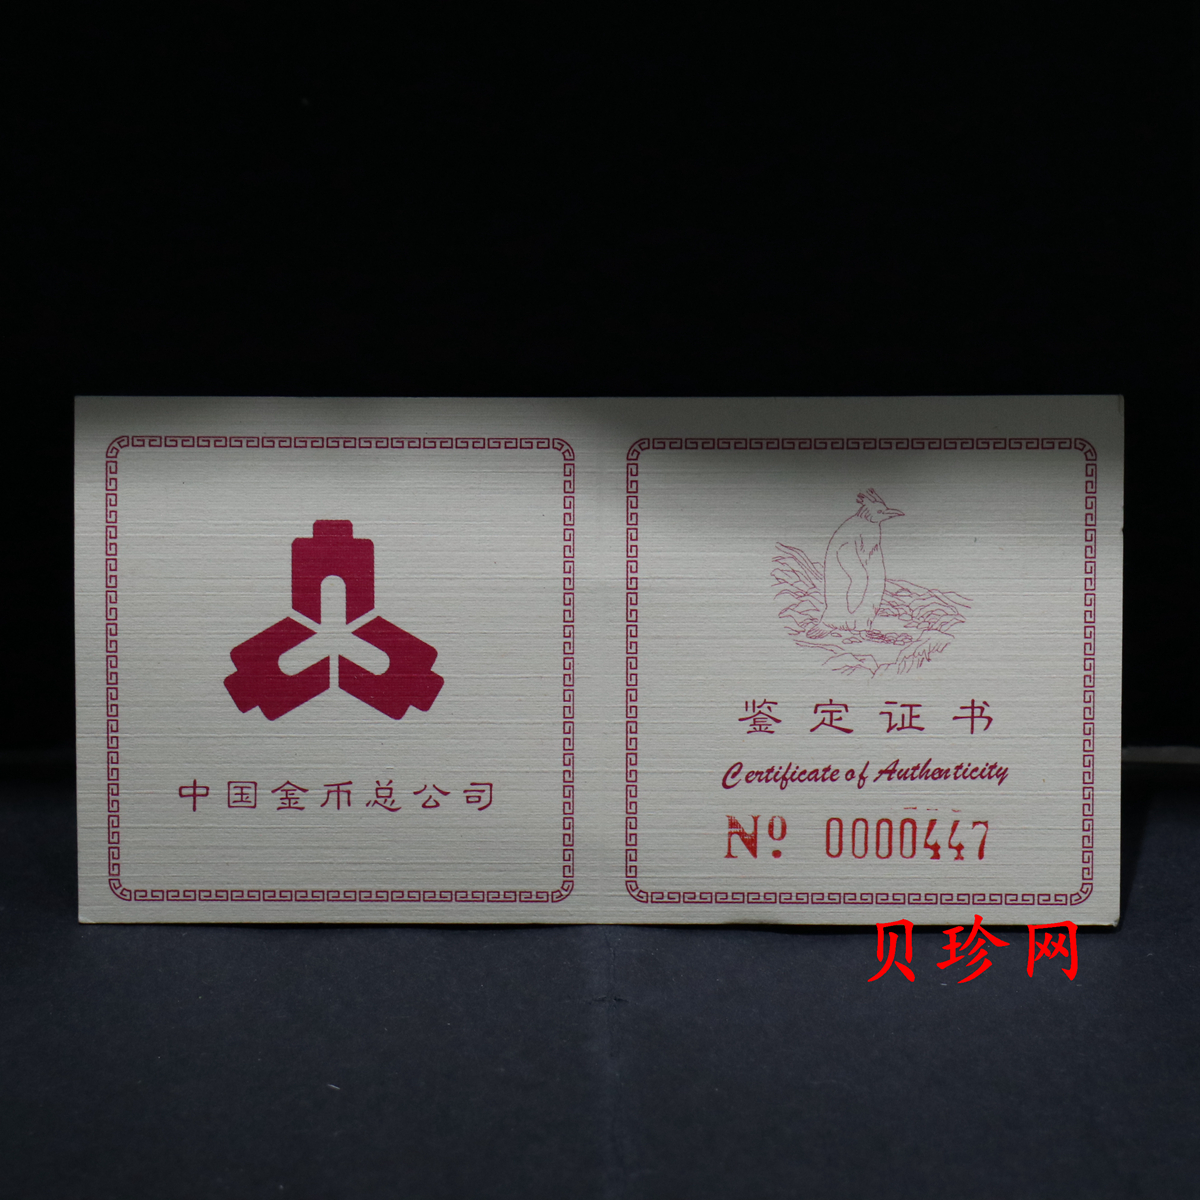 中国金币总公司
鉴定证书
Certificate of Authenticity
Nº 0000447
贝珍网